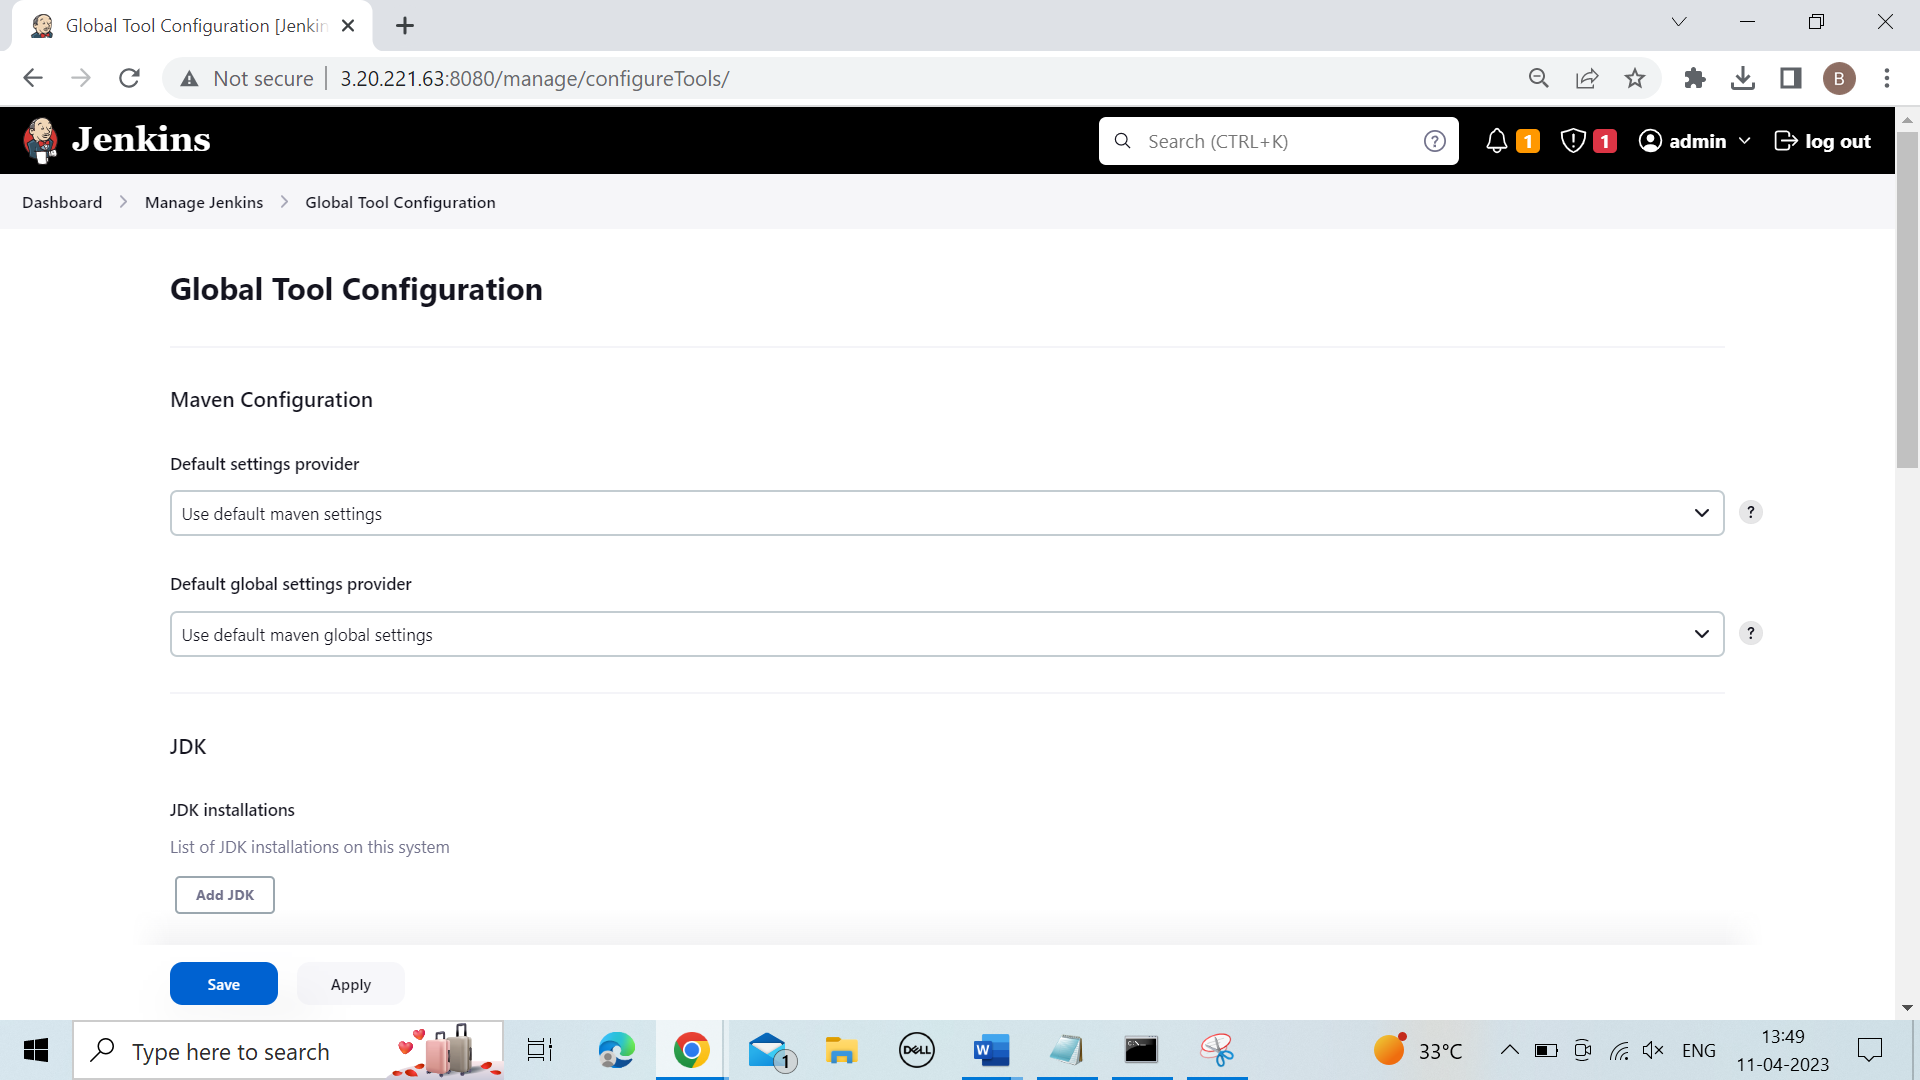 Global Tool Configuration [Jenkin
Not secure
3.20.221.63:8080/manage/configureTools/
B
Jenkins
Search (CTRL+K)
?
1
1
admin
log out
Dashboard
Manage Jenkins
Global Tool Configuration
Global Tool Configuration
Maven Configuration
Default settings provider
Use default maven settings
?
Default global settings provider
Use default maven global settings
?
JDK
JDK installations
List of JDK installations on this system
Add JDK
Save
Apply
Type here to search
1
DELL
W
33°C
ENG
13:49
11-04-2023